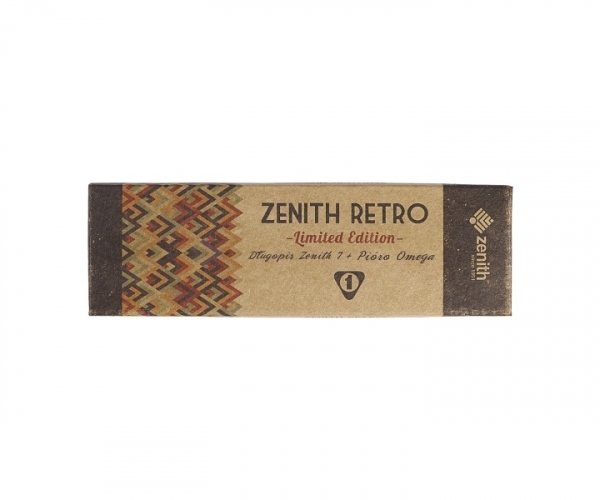 ZENITH RETRO
-Limited Edition-
Długopis Zenith 7 + Pióro Omega
1
zenith